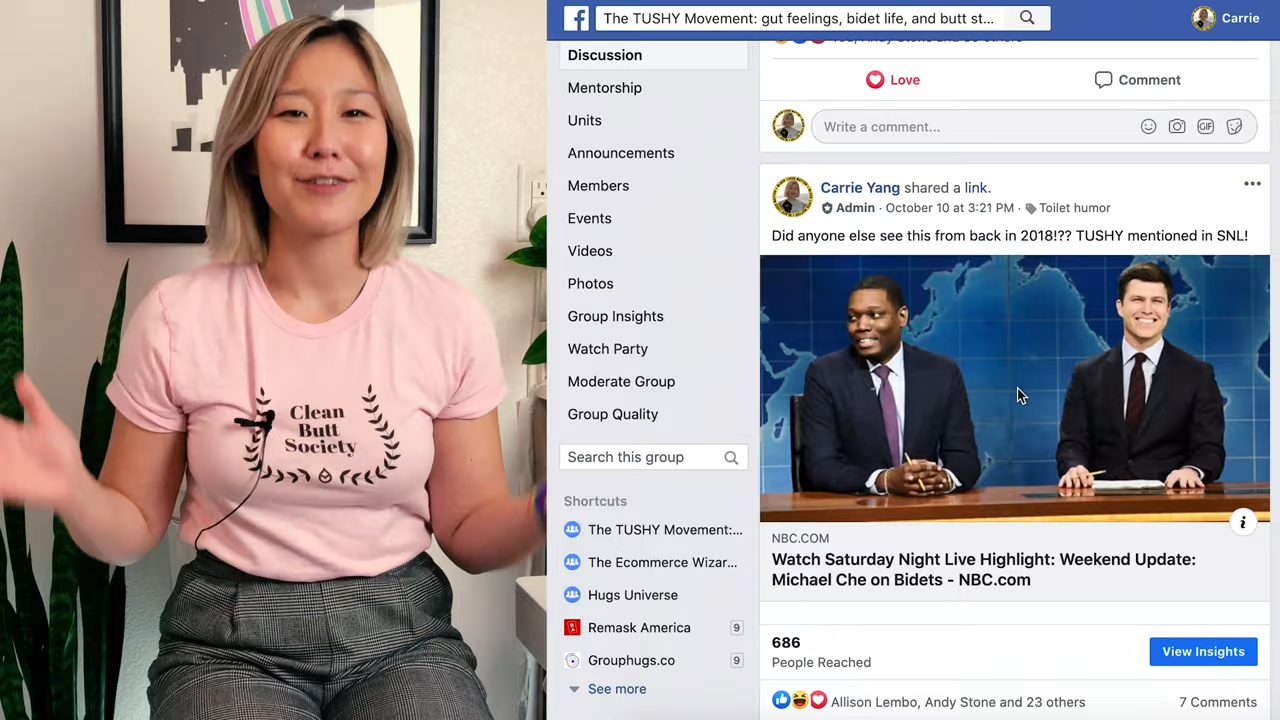 Clean
Butt
Society
The TUSHY Movement: gut feelings, bidet life, and butt st...
Carrie
Discussion
Mentorship
Units
Announcements
Members
Events
Videos
Photos
Group Insights
Watch Party
Moderate Group
Group Quality
Search this group
Shortcuts
The TUSHY Movement:...
The Ecommerce Wizar...
Hugs Universe
Remask America 9
Grouphugs.co 9
See more
Love
Comment
Write a comment...
GIF
Carrie Yang shared a link.
Admin · October 10 at 3:21 PM · Toilet humor
Did anyone else see this from back in 2018!?? TUSHY mentioned in SNL!
NBC.COM
Watch Saturday Night Live Highlight: Weekend Update:
Michael Che on Bidets - NBC.com
686
People Reached
View Insights
Allison Lembo, Andy Stone and 23 others
7 Comments